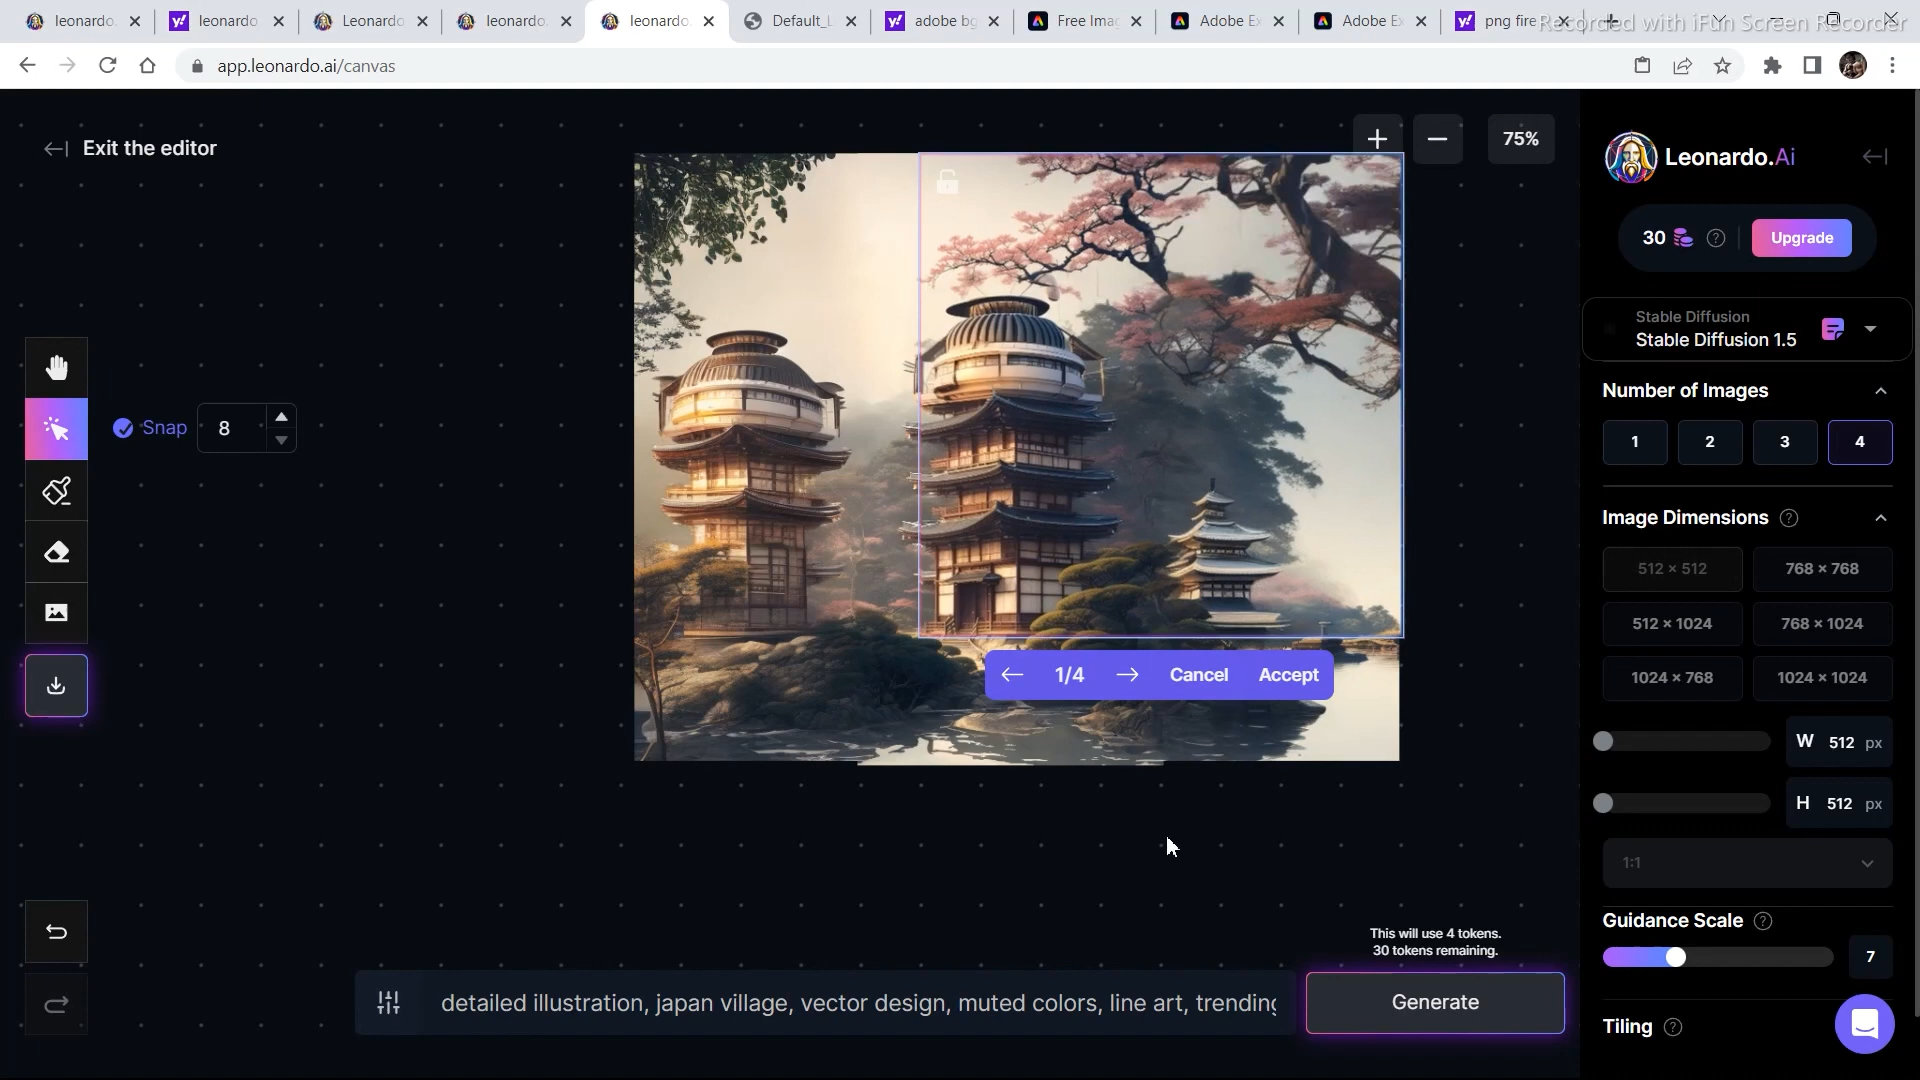 leonardo.
leonardo
Leonardo
leonardo.
leonardo.
Default_L
adobe bg
Free Imag
Adobe Ex
Adobe Ex
png fire
Recorded with iFun Screen Recorder
app.leonardo.ai/canvas
Exit the editor
75%
Leonardo.Ai
30
Upgrade
Stable Diffusion
Stable Diffusion 1.5
Number of Images
1
2
3
4
Snap
8
Image Dimensions
512 × 512
768 × 768
512 × 1024
768 × 1024
1024 × 768
1024 × 1024
1/4
Cancel
Accept
W 512 px
H 512 px
1:1
Guidance Scale
7
This will use 4 tokens.
30 tokens remaining.
detailed illustration, japan village, vector design, muted colors, line art, trending
Generate
Tiling